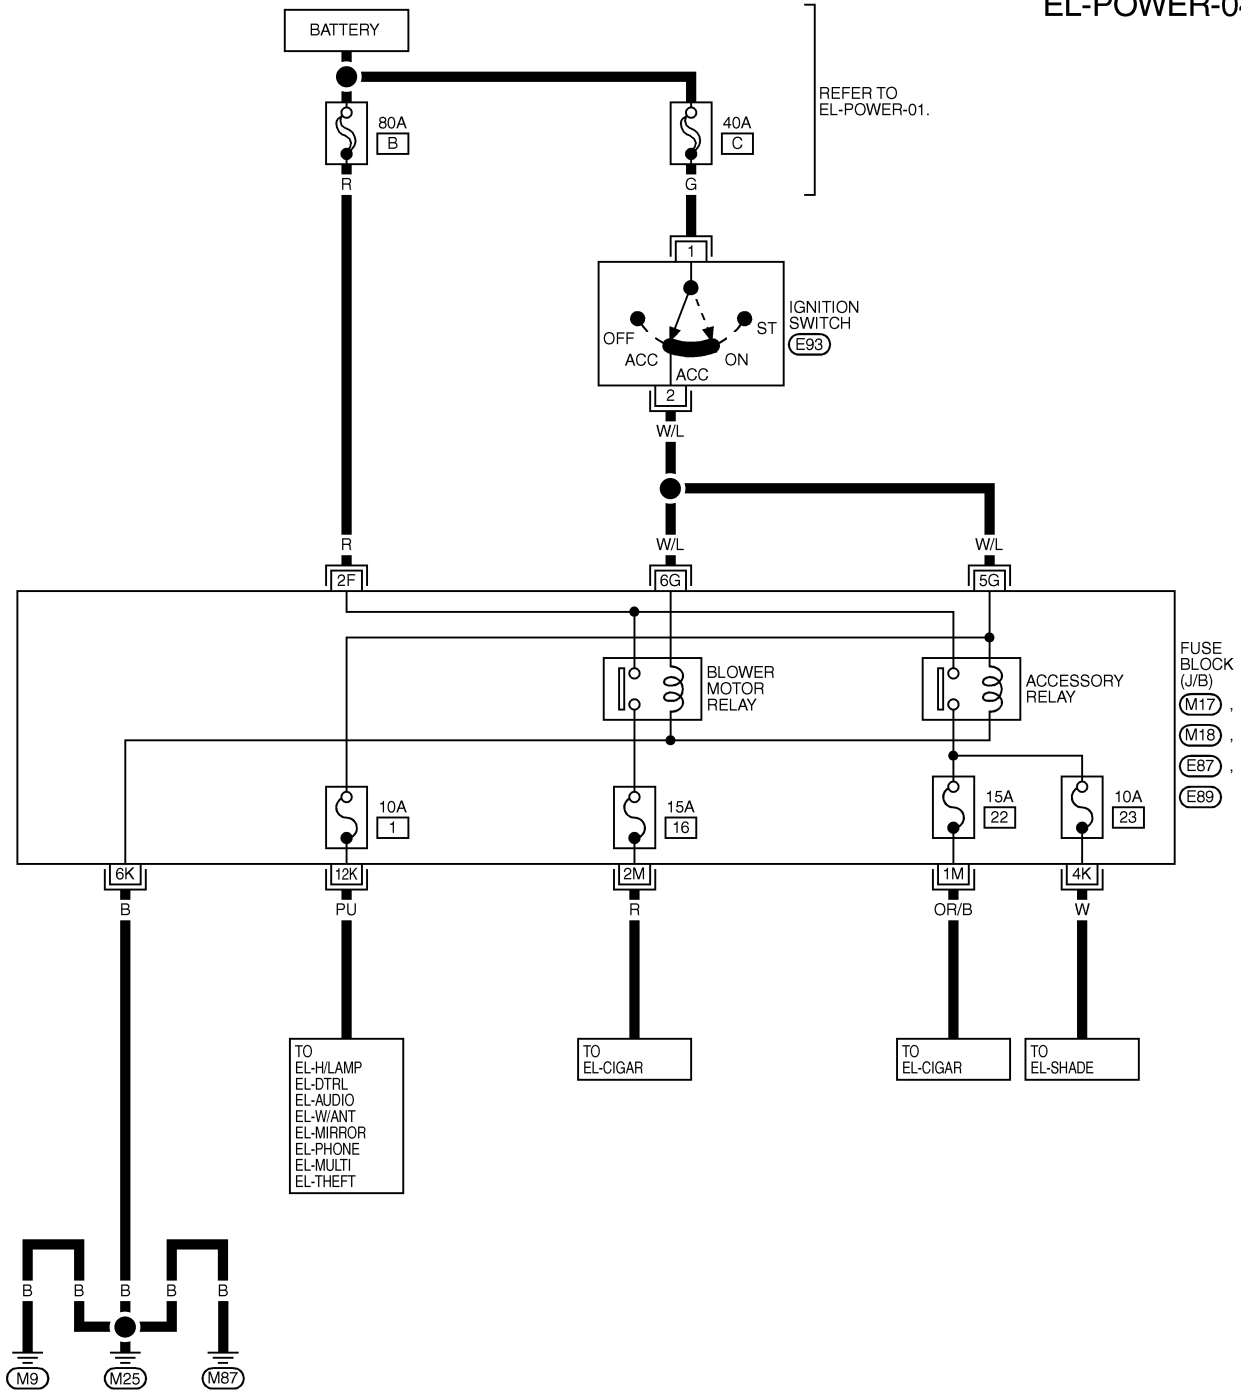 EL-POWER-04
BATTERY
REFER TO
EL-POWER-01.
80A
B
40A
C
R
G
1
IGNITION
SWITCH
E93
OFF
ST
ACC
ON
ACC
2
W/L
R
W/L
W/L
2F
6G
5G
FUSE
BLOCK
(J/B)
M17 ,
M18 ,
E87 ,
E89
BLOWER
MOTOR
RELAY
ACCESSORY
RELAY
10A
1
15A
16
15A
22
10A
23
6K
12K
2M
1M
4K
B
PU
R
OR/B
W
TO
EL-H/LAMP
EL-DTRL
EL-AUDIO
EL-W/ANT
EL-MIRROR
EL-PHONE
EL-MULTI
EL-THEFT
TO
EL-CIGAR
TO
EL-CIGAR
TO
EL-SHADE
B
B
B
B
B
M9
M25
M87